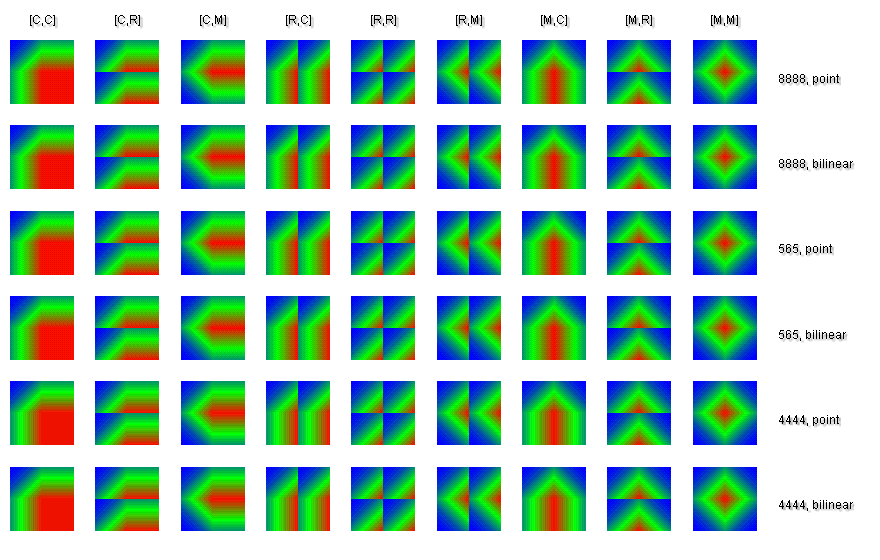 [C,C] [C,R] [C,M] [R,C] [R,R] [R,M] [M,C] [M,R] [M,M]
8888, point
8888, bilinear
565, point
565, bilinear
4444, point
4444, bilinear